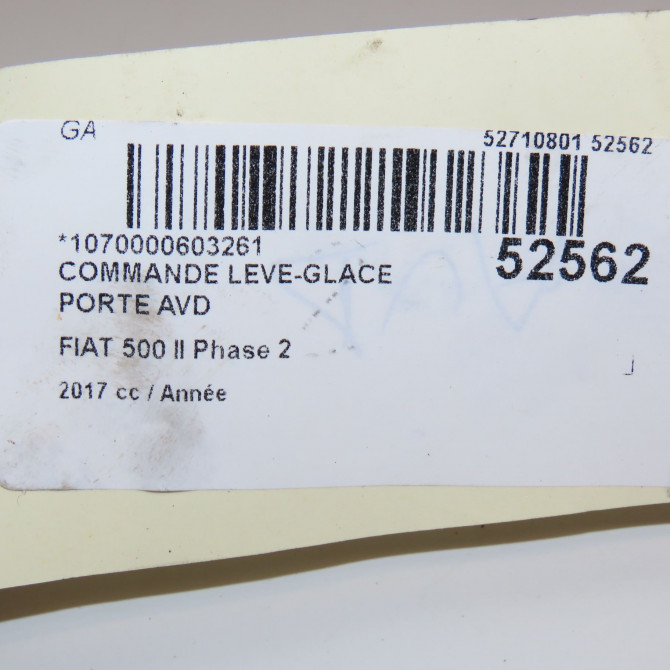 GA
52710801 52562
*1070000603261
52562
COMMANDE LEVE-GLACE
PORTE AVD
FIAT 500 II Phase 2
2017 cc / Année